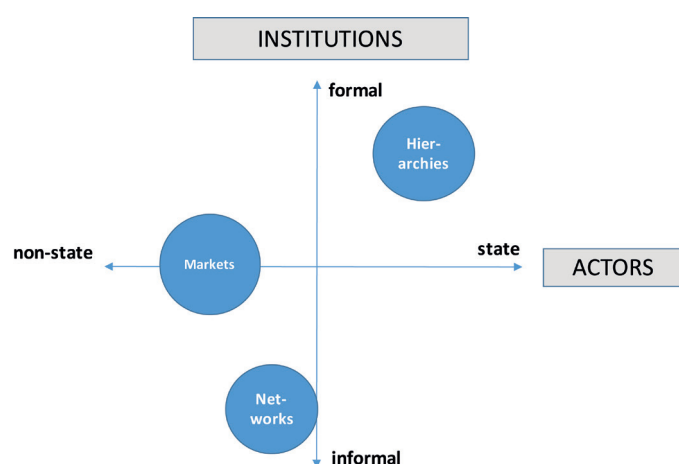 INSTITUTIONS
formal
Hier-
archies
non-state
Markets
state
ACTORS
Net-
works
informal